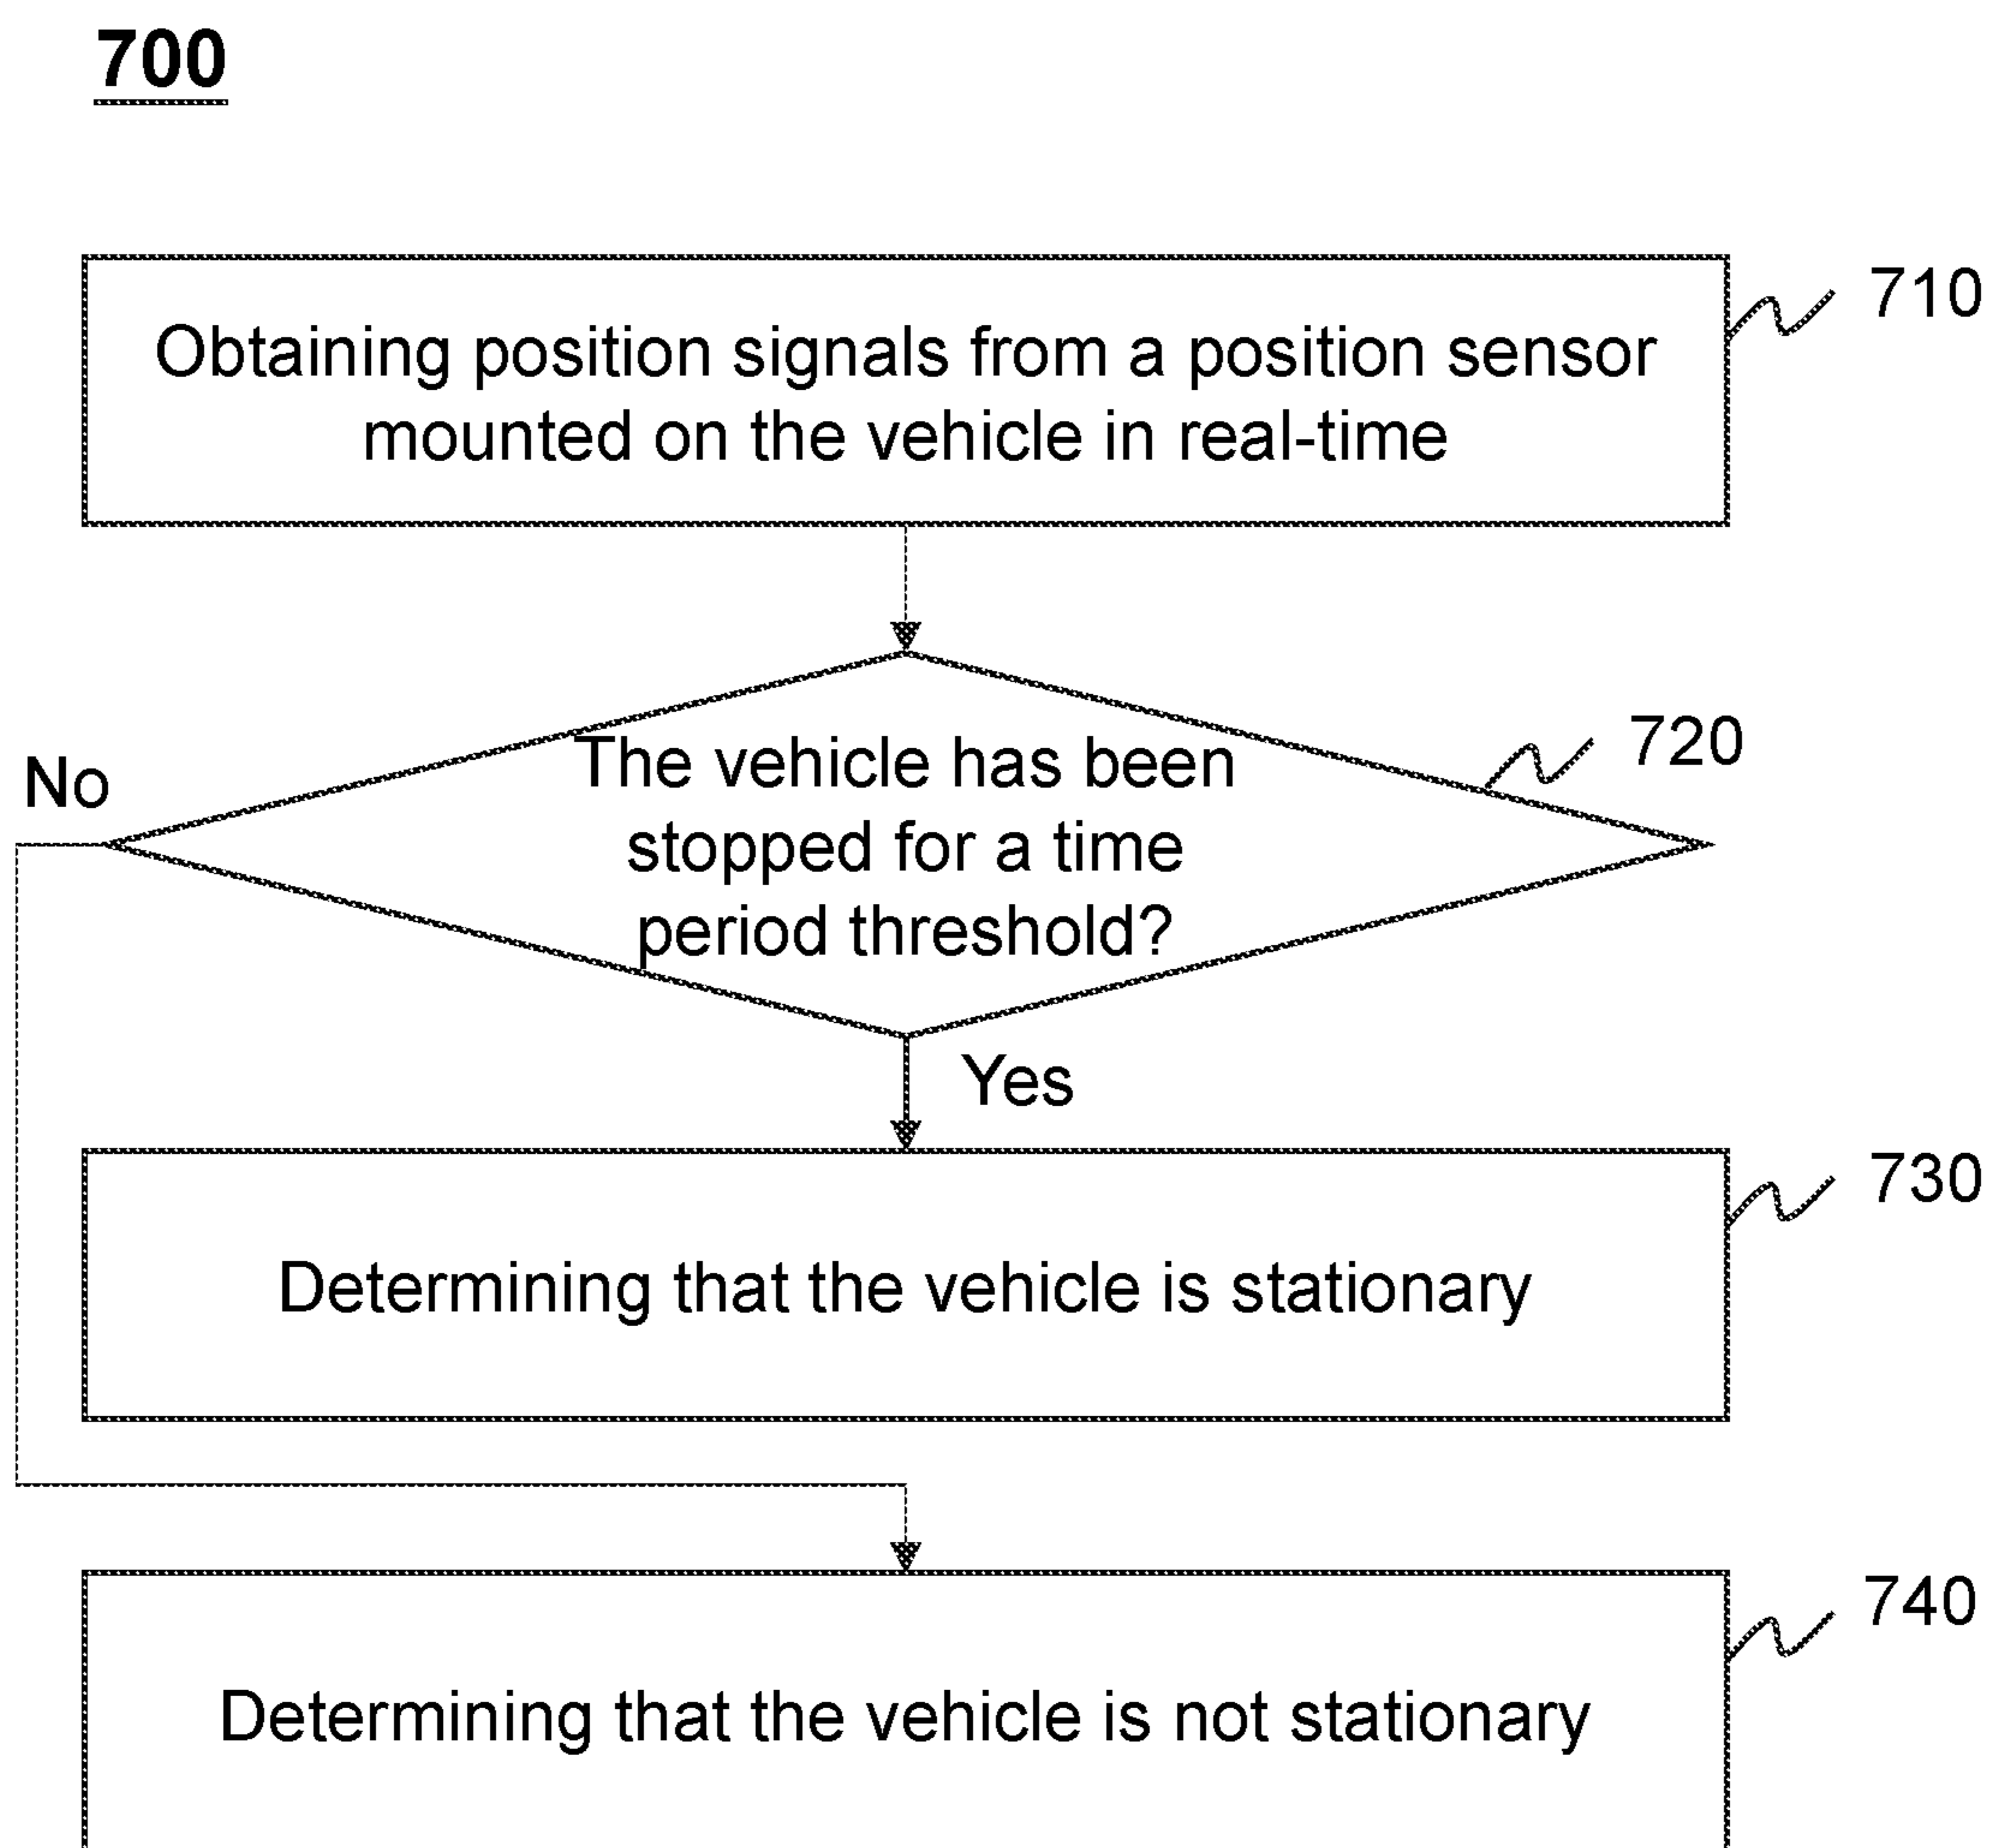 700
710
Obtaining position signals from a position sensor
mounted on the vehicle in real-time
720
No
The vehicle has been
stopped for a time
period threshold?
Yes
730
Determining that the vehicle is stationary
740
Determining that the vehicle is not stationary